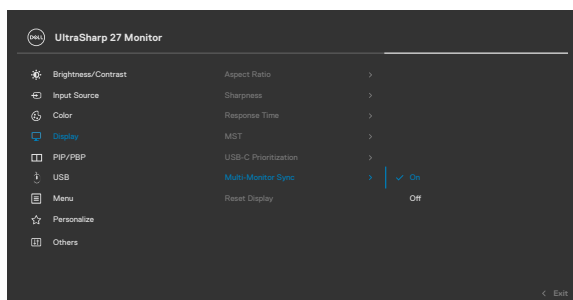 DELL
UltraSharp 27 Monitor
Brightness/Contrast
Input Source
Color
Display
PIP/PBP
USB
Menu
Personalize
Others
Aspect Ratio
Sharpness
Response Time
MST
USB-C Prioritization
Multi-Monitor Sync
Reset Display
On
Off
Exit